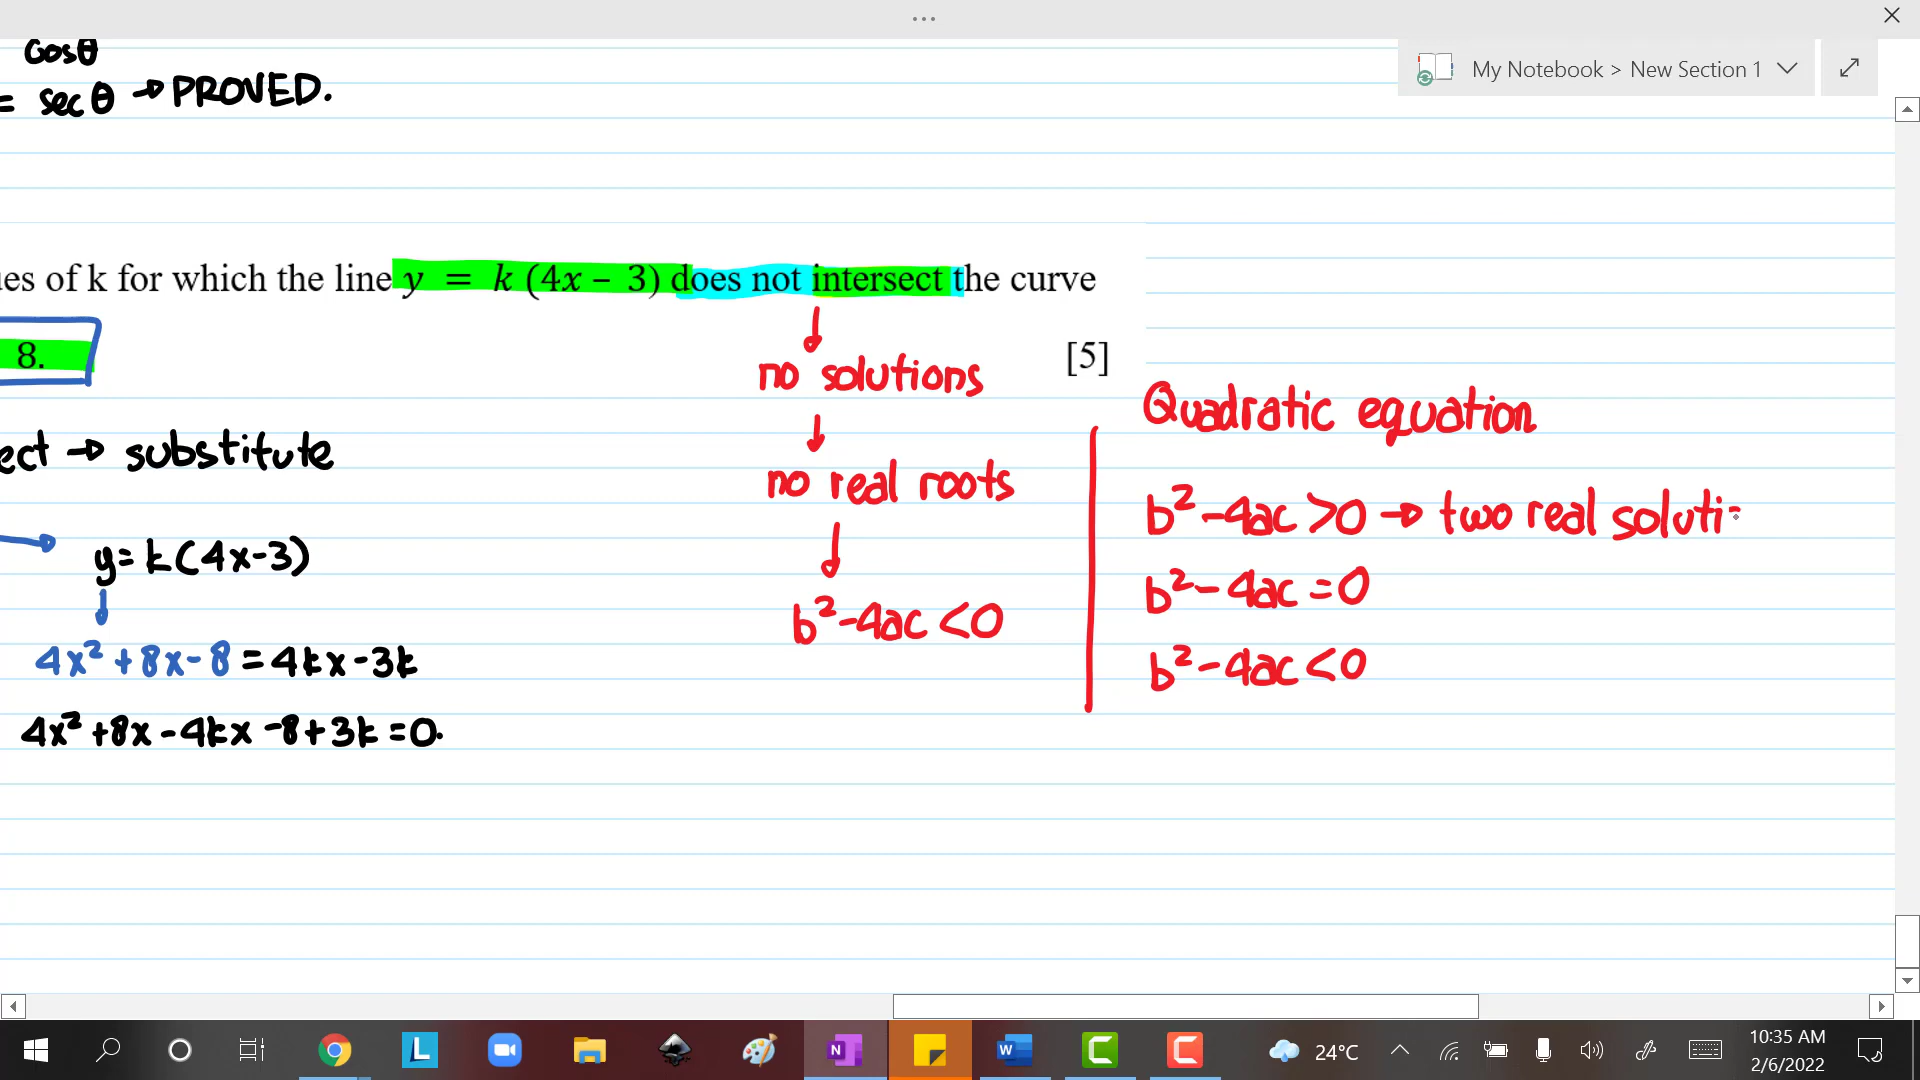 My Notebook > New Section 1
cosθ
= secθ → PROVED.
ues of k for which the line y = k (4x – 3) does not intersect the curve
8.
[5]
no solutions
Quadratic equation
ect → substitute
no real roots
b² -4ac >0 → two real soluti
y= k(4x-3)
b² - 4ac = 0
b² -4ac <0
4x² +8x-8 = 4kx -3k
b² -4ac <0
4x² +8x - 4kx -8+3k =0.
24°C
10:35 AM
2/6/2022